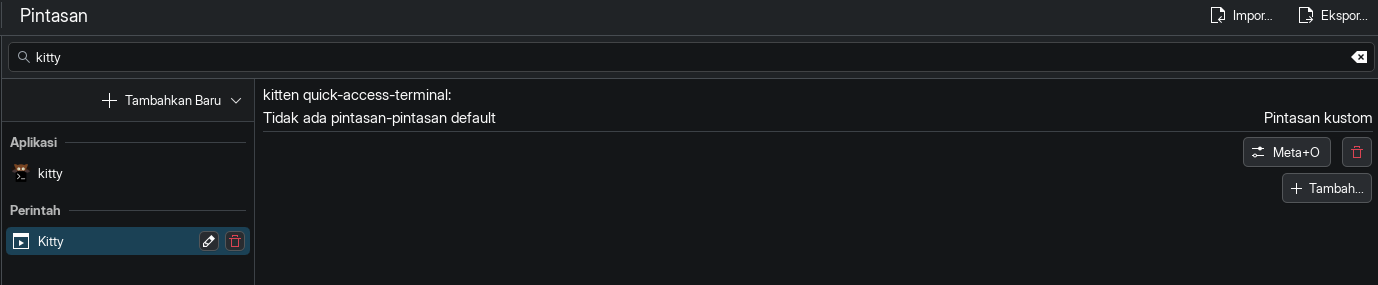 Pintasan
Impor...
Ekspor...
kitty
Tambahkan Baru
kitten quick-access-terminal:
Tidak ada pintasan-pintasan default
Pintasan kustom
Aplikasi
kitty
Meta+O
Tambah...
Perintah
Kitty